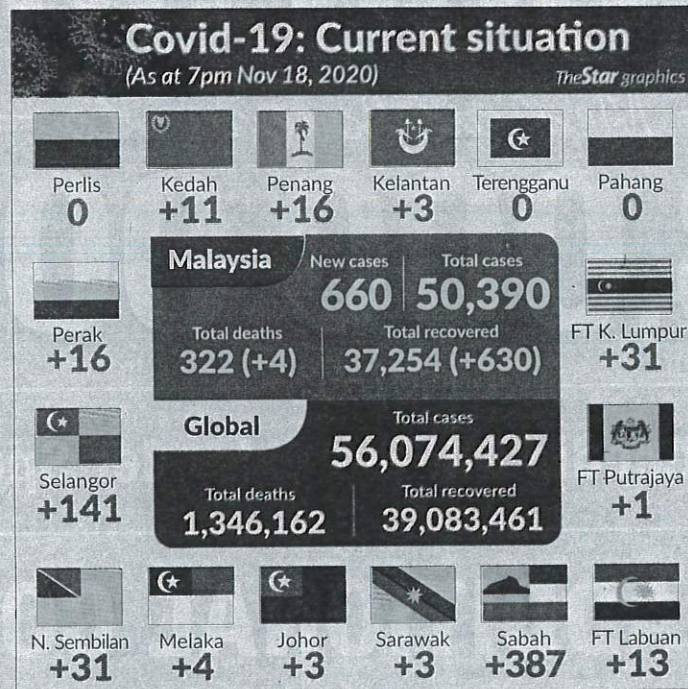 Covid-19: Current situation
(As at 7pm Nov 18, 2020)
TheStar graphics
Perlis
0
Kedah
+11
Penang
+16
Kelantan
+3
Terengganu
0
Pahang
0
Perak
+16
Selangor
+141
Malaysia
New cases
660
Total cases
50,390
Total deaths
322 (+4)
Total recovered
37,254 (+630)
Global
Total cases
56,074,427
Total deaths
1,346,162
Total recovered
39,083,461
FT K. Lumpur
+31
FT Putrajaya
+1
N. Sembilan
+31
Melaka
+4
Johor
+3
Sarawak
+3
Sabah
+387
FT Labuan
+13